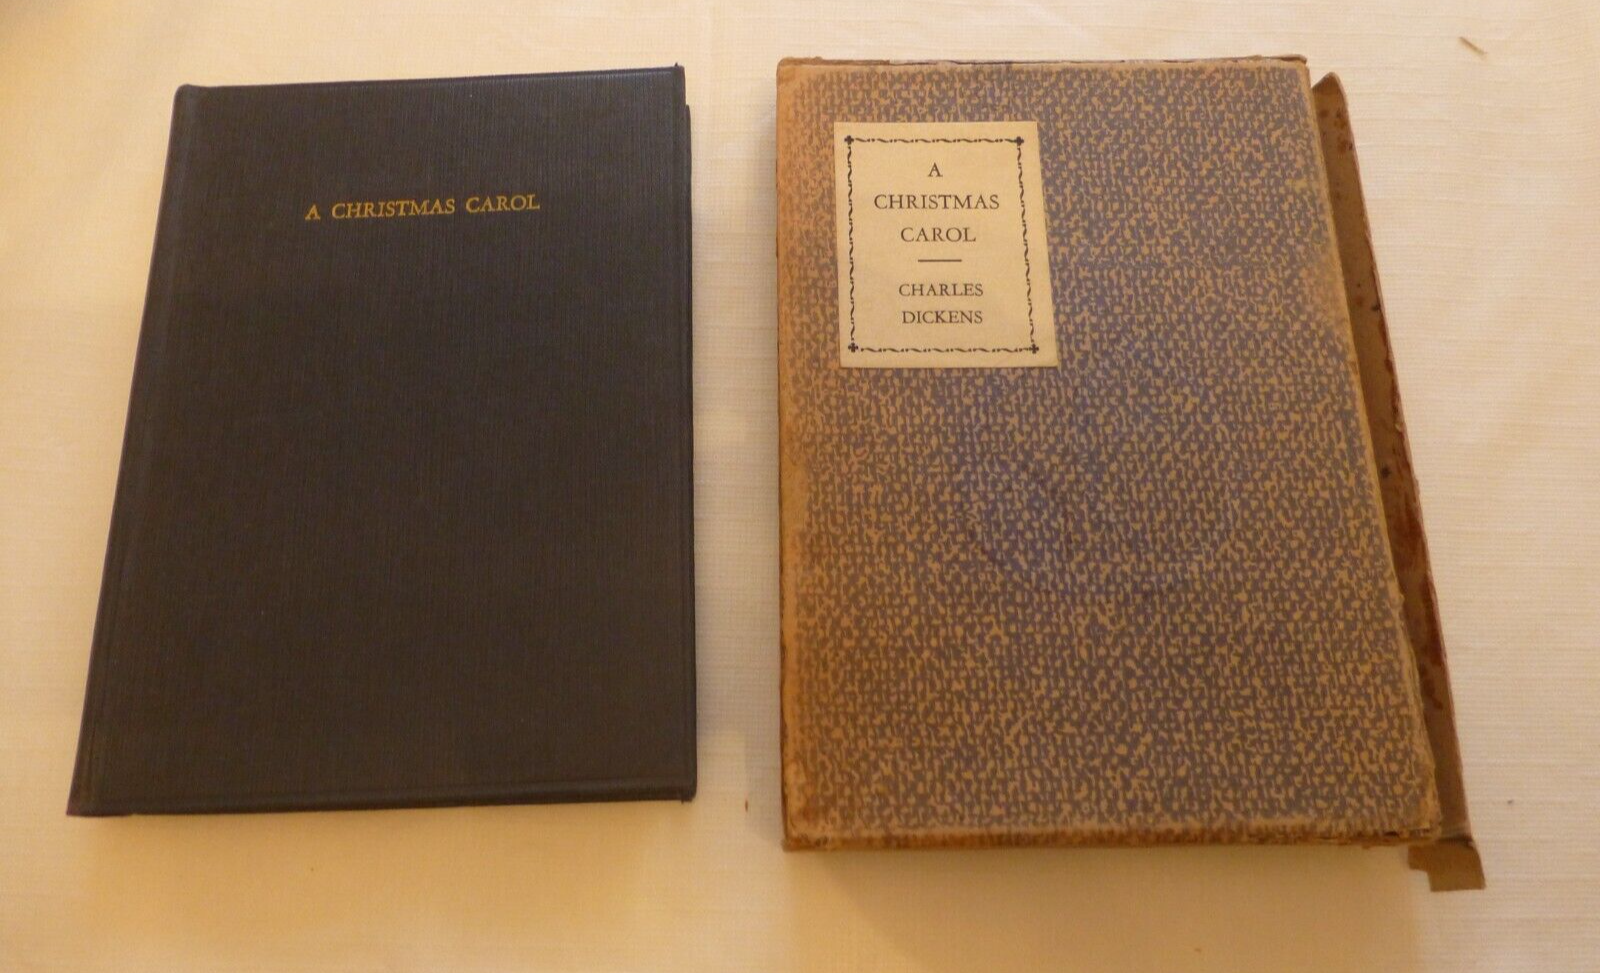 A CHRISTMAS CAROL
A
CHRISTMAS
CAROL
CHARLES
DICKENS